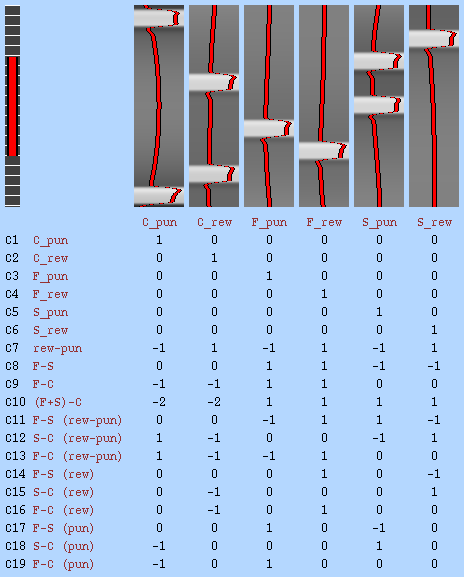 C_pun C_rew F_pun F_rew S_pun S_rew
C1 C_pun 1 0 0 0 0 0
C2 C_rew 0 1 0 0 0 0
C3 F_pun 0 0 1 0 0 0
C4 F_rew 0 0 0 1 0 0
C5 S_pun 0 0 0 0 1 0
C6 S_rew 0 0 0 0 0 1
C7 rew-pun -1 1 -1 1 -1 1
C8 F-S 0 0 1 1 -1 -1
C9 F-C -1 -1 1 1 0 0
C10 (F+S)-C -2 -2 1 1 1 1
C11 F-S (rew-pun) 0 0 -1 1 1 -1
C12 S-C (rew-pun) 1 -1 0 0 -1 1
C13 F-C (rew-pun) 1 -1 -1 1 0 0
C14 F-S (rew) 0 0 0 1 0 -1
C15 S-C (rew) 0 -1 0 0 0 1
C16 F-C (rew) 0 -1 0 1 0 0
C17 F-S (pun) 0 0 1 0 -1 0
C18 S-C (pun) -1 0 0 0 1 0
C19 F-C (pun) -1 0 1 0 0 0